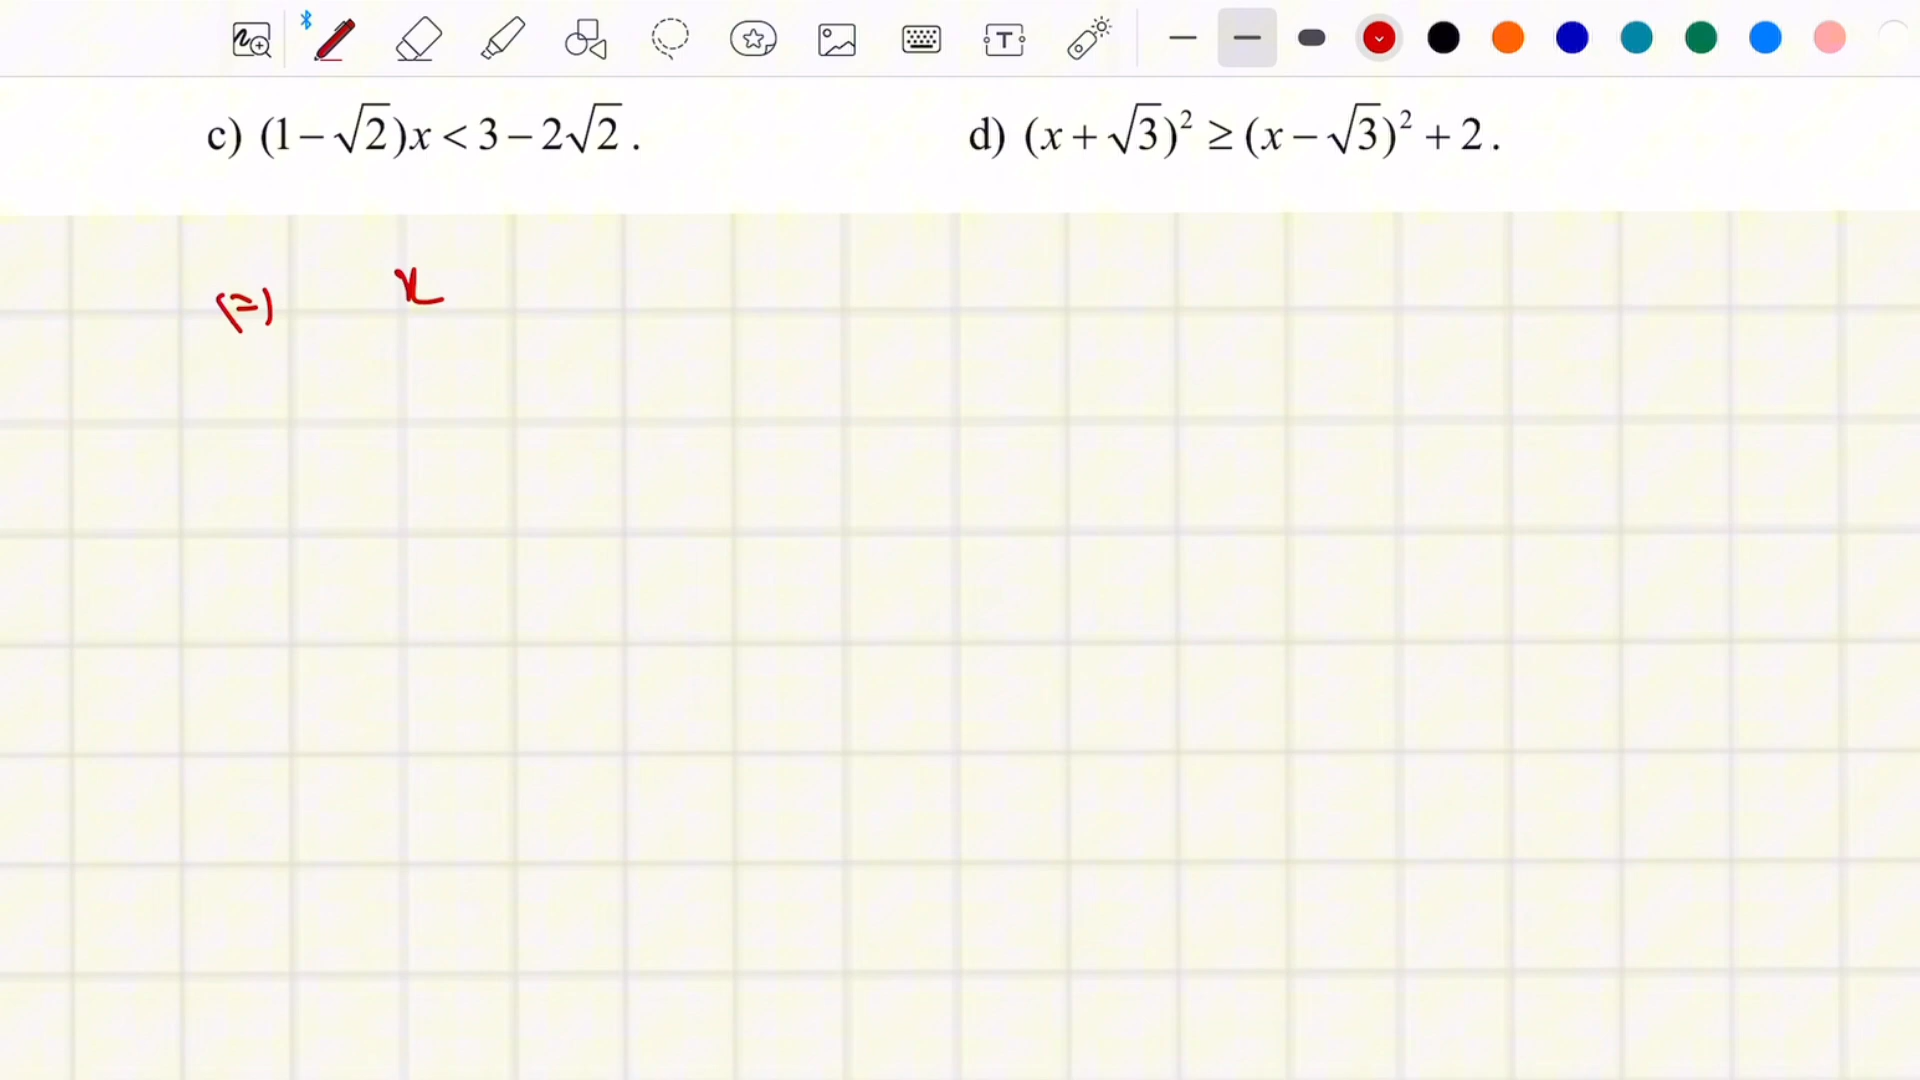 c) (1−√2)x < 3−2√2 . d) (x+√3)² ≥ (x−√3)² + 2 .
(=) x